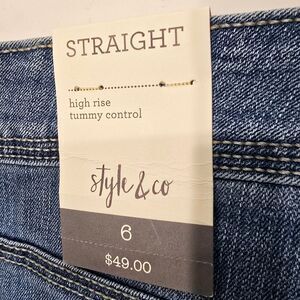 STRAIGHT
high rise
tummy control
style & co
6
$49.00